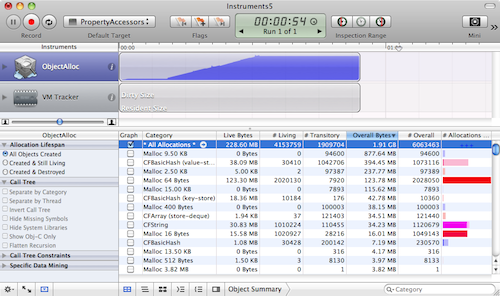 Instruments5
PropertyAccessors
00:00:54
Run 1 of 1
Record
Default Target
Flags
Inspection Range
Mini
Instruments
00:00
01:00
ObjectAlloc
VM Tracker
Dirty Size
Resident Size
ObjectAlloc
Graph Category Live Bytes # Living # Transitory Overall Bytes # Overall # Allocations ...
Allocation Lifespan
All Objects Created
Created & Still Living
Created & Destroyed
Call Tree
Separate by Category
Separate by Thread
Invert Call Tree
Hide Missing Symbols
Hide System Libraries
Show Obj-C Only
Flatten Recursion
Call Tree Constraints
Specific Data Mining
* All Allocations * 228.60 MB 4153759 1909704 1.91 GB 6063463
Malloc 9.50 KB 0 Bytes 0 94600 877.64 MB 94600
CFBasicHash (value-st... 38.09 MB 30410 1042706 394.45 MB 1073116
Malloc 2.50 KB 5.00 KB 2 97387 237.77 MB 97389
Malloc 64 Bytes 123.30 MB 2020130 7920 123.78 MB 2028050
Malloc 15.00 KB 0 Bytes 0 7893 115.62 MB 7893
CFBasicHash (key-store) 18.36 MB 10184 176 42.78 MB 10360
Malloc 400 Bytes 0 Bytes 0 100003 38.15 MB 100003
CFArray (store-deque) 1.94 KB 37 121403 34.51 MB 121440
CFString 30.83 MB 1010224 110455 34.23 MB 1120679
Malloc 16 Bytes 15.58 MB 1020927 28216 16.01 MB 1049143
CFBasicHash 1.08 MB 30428 200142 7.19 MB 230570
Malloc 13.50 KB 0 Bytes 0 316 4.17 MB 316
Malloc 512 Bytes 1.50 KB 3 8130 3.97 MB 8133
Malloc 3.82 MB 0 Bytes 0 1 3.82 MB 1
Object Summary
Category